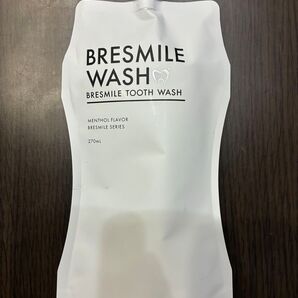 BRESMILE
WASH
BRESMILE TOOTH WASH
MENTHOL FLAVOR
BRESMILE SERIES
270mL